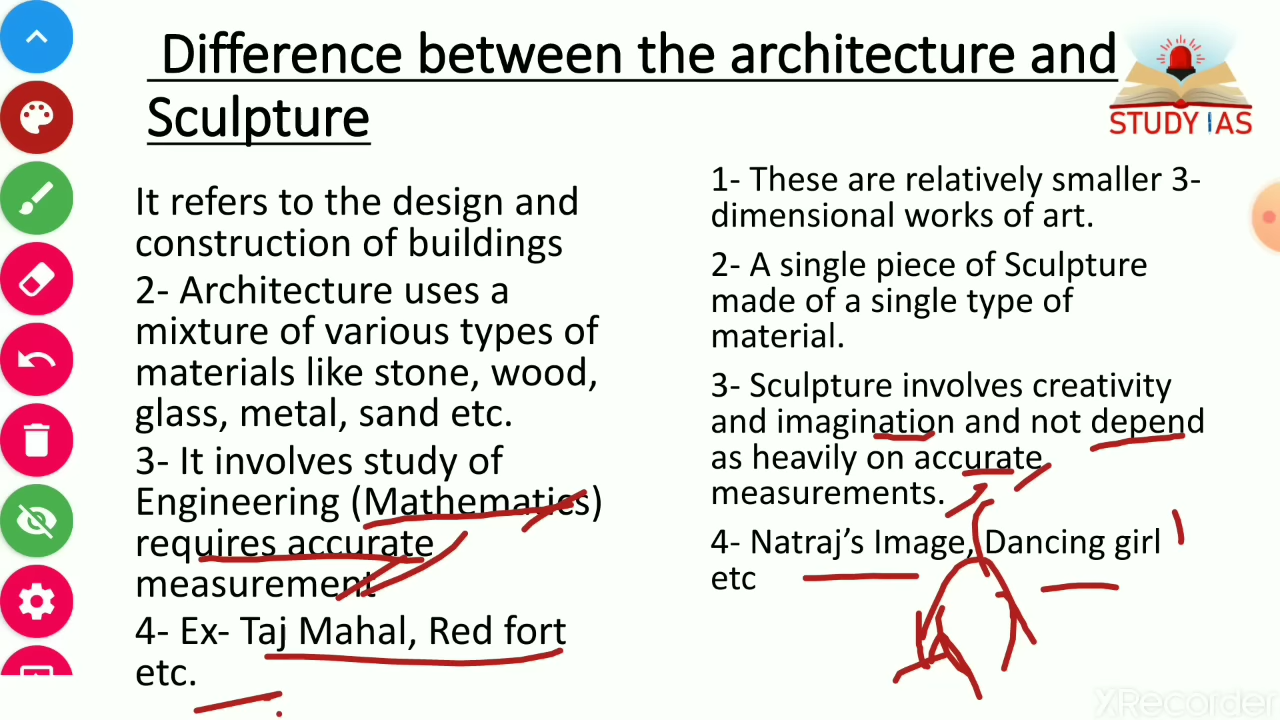 Difference between the architecture and
Sculpture
STUDY IAS
It refers to the design and
construction of buildings
2- Architecture uses a
mixture of various types of
materials like stone, wood,
glass, metal, sand etc.
3- It involves study of
Engineering (Mathematics)
requires accurate
measurement
4- Ex- Taj Mahal, Red fort
etc.
1- These are relatively smaller 3-
dimensional works of art.
2- A single piece of Sculpture
made of a single type of
material.
3- Sculpture involves creativity
and imagination and not depend
as heavily on accurate
measurements.
4- Natraj's Image, Dancing girl
etc
XRecorder